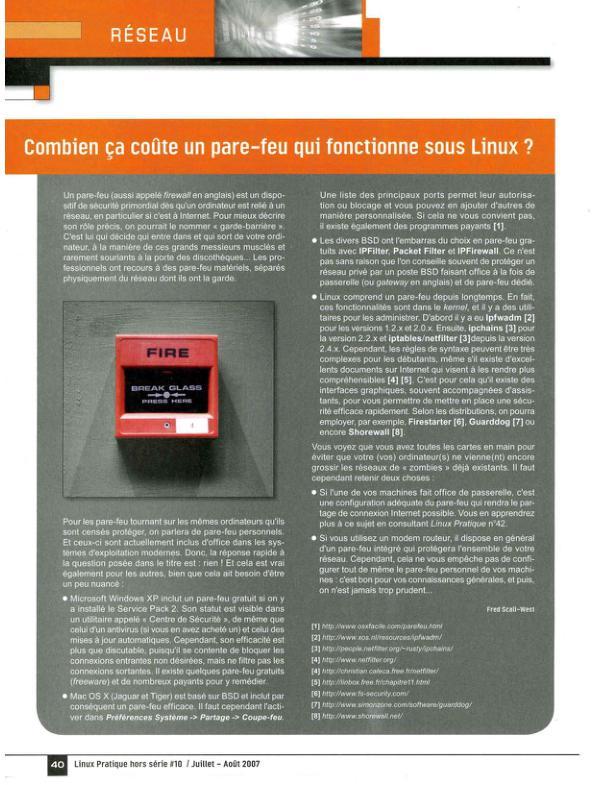 RÉSEAU
Combien ça coûte un pare-feu qui fonctionne sous Linux ?
Un pare-feu (aussi appelé firewall en anglais) est un dispo-
sitif de sécurité primordial dès qu'un ordinateur est relié à un
réseau, en particulier si c'est à Internet. Pour mieux décrire
son rôle précis, on pourrait le nommer « garde-barrière ».
C'est lui qui décide qui entre dans et qui sort de votre ordi-
nateur, à la manière de ces grands messieurs musclés et
rarement souriants à la porte des discothèques... Les pro-
fessionnels ont recours à des pare-feu matériels, séparés
physiquement du réseau dont ils ont la garde.
FIRE
BREAK GLASS
PRESS HERE
Pour les pare-feu tournant sur les mêmes ordinateurs qu'ils
sont censés protéger, on parlera de pare-feu personnels.
Et ceux-ci sont actuellement inclus d'office dans les sys-
tèmes d'exploitation modernes. Donc, la réponse rapide à
la question posée dans le titre est : rien ! Et cela est vrai
également pour les autres, bien que cela ait besoin d'être
un peu nuancé :
● Microsoft Windows XP inclut un pare-feu gratuit si on y
a installé le Service Pack 2. Son statut est visible dans
un utilitaire appelé « Centre de Sécurité », de même que
celui d'un antivirus (si vous en avez acheté un) et celui des
mises à jour automatiques. Cependant, son efficacité est
plus que discutable, puisqu'il se contente de bloquer les
connexions entrantes non désirées, mais ne filtre pas les
connexions sortantes. Il existe quelques pare-feu gratuits
(freeware) et de nombreux payants pour y remédier.
● Mac OS X (Jaguar et Tiger) est basé sur BSD et inclut par
conséquent un pare-feu efficace. Il faut cependant l'acti-
ver dans Préférences Système -> Partage -> Coupe-feu.
Une liste des principaux ports permet leur autorisa-
tion ou blocage et vous pouvez en ajouter d'autres de
manière personnalisée. Si cela ne vous convient pas,
il existe également des programmes payants [1].
● Les divers BSD ont l'embarras du choix en pare-feu gra-
tuits avec IPFilter, Packet Filter et IPFirewall. Ce n'est
pas sans raison que l'on conseille souvent de protéger un
réseau privé par un poste BSD faisant office à la fois de
passerelle (ou gateway en anglais) et de pare-feu dédié.
● Linux comprend un pare-feu depuis longtemps. En fait,
ces fonctionnalités sont dans le kernel, et il y a des utili-
taires pour les administrer. D'abord il y a eu Ipfwadm [2]
pour les versions 1.2.x et 2.0.x. Ensuite, ipchains [3] pour
la version 2.2.x et iptables/netfilter [3]depuis la version
2.4.x. Cependant, les règles de syntaxe peuvent être très
complexes pour les débutants, même s'il existe d'excel-
lents documents sur Internet qui visent à les rendre plus
compréhensibles [4] [5]. C'est pour cela qu'il existe des
interfaces graphiques, souvent accompagnées d'assis-
tants, pour vous permettre de mettre en place une sécu-
rité efficace rapidement. Selon les distributions, on pourra
employer, par exemple, Firestarter [6], Guarddog [7] ou
encore Shorewall [8].
Vous voyez que vous avez toutes les cartes en main pour
éviter que votre (vos) ordinateur(s) ne vienne(nt) encore
grossir les réseaux de « zombies » déjà existants. Il faut
cependant retenir deux choses :
● Si l'une de vos machines fait office de passerelle, c'est
une configuration adéquate du pare-feu qui rendra le par-
tage de connexion Internet possible. Vous en apprendrez
plus à ce sujet en consultant Linux Pratique n°42.
● Si vous utilisez un modem routeur, il dispose en général
d'un pare-feu intégré qui protégera l'ensemble de votre
réseau. Cependant, cela ne vous empêche pas de confi-
gurer tout de même le pare-feu personnel de vos machi-
nes : c'est bon pour vos connaissances générales, et puis,
on n'est jamais trop prudent...
Fred Scali-West
[1] http://www.osxfacile.com/parefeu.html
[2] http://www.xos.nl/resources/ipfwadm/
[3] http://people.netfilter.org/~rusty/ipchains/
[4] http://www.netfilter.org/
[4] http://christian.caleca.free.fr/netfilter/
[5] http://linbox.free.fr/chapitre11.html
[6] http://www.fs-security.com/
[7] http://www.simonzone.com/software/guarddog/
[8] http://www.shorewall.net/
40 Linux Pratique hors série #10 / Juillet - Août 2007